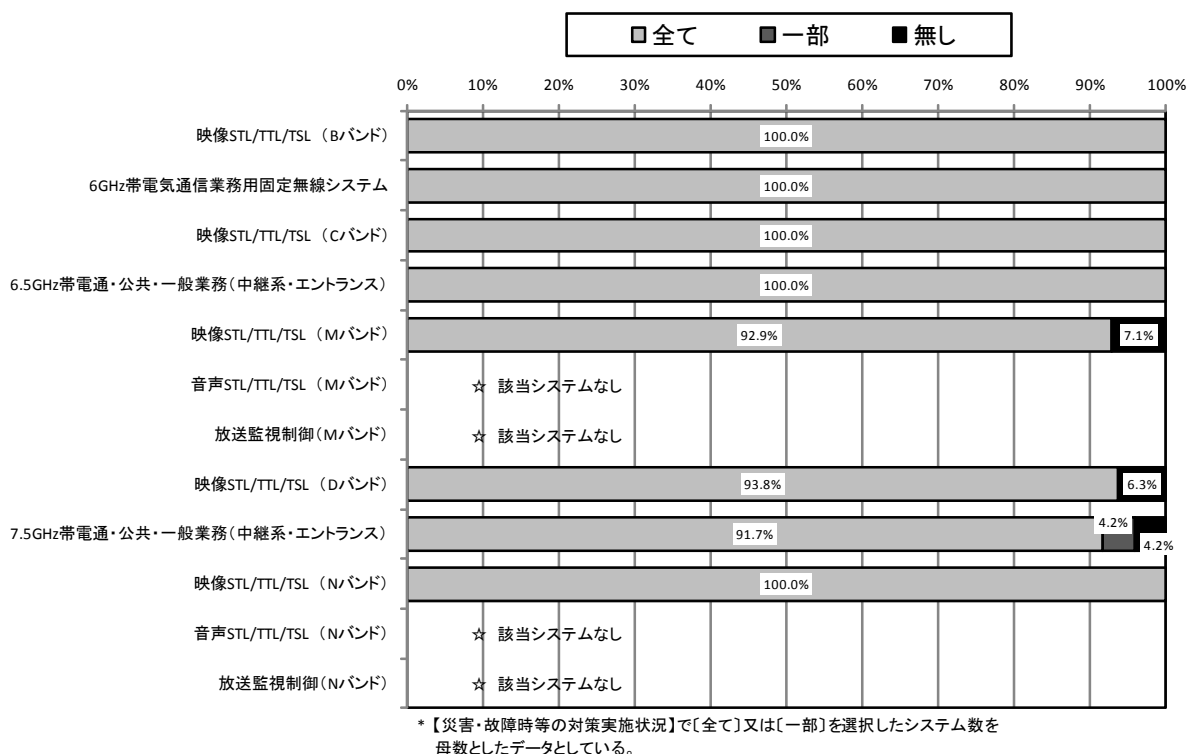 全て 一部 無し
0% 10% 20% 30% 40% 50% 60% 70% 80% 90% 100%
映像STL/TTL/TSL (Bバンド) 100.0%
6GHz帯電気通信業務用固定無線システム 100.0%
映像STL/TTL/TSL (Cバンド) 100.0%
6.5GHz帯電通・公共・一般業務(中継系・エントランス) 100.0%
映像STL/TTL/TSL (Mバンド) 92.9% 7.1%
音声STL/TTL/TSL (Mバンド) ☆ 該当システムなし
放送監視制御(Mバンド) ☆ 該当システムなし
映像STL/TTL/TSL (Dバンド) 93.8% 6.3%
7.5GHz帯電通・公共・一般業務(中継系・エントランス) 91.7% 4.2% 4.2%
映像STL/TTL/TSL (Nバンド) 100.0%
音声STL/TTL/TSL (Nバンド) ☆ 該当システムなし
放送監視制御(Nバンド) ☆ 該当システムなし
* 【災害・故障時等の対策実施状況】で〔全て〕又は〔一部〕を選択したシステム数を
母数としたデータとしている。